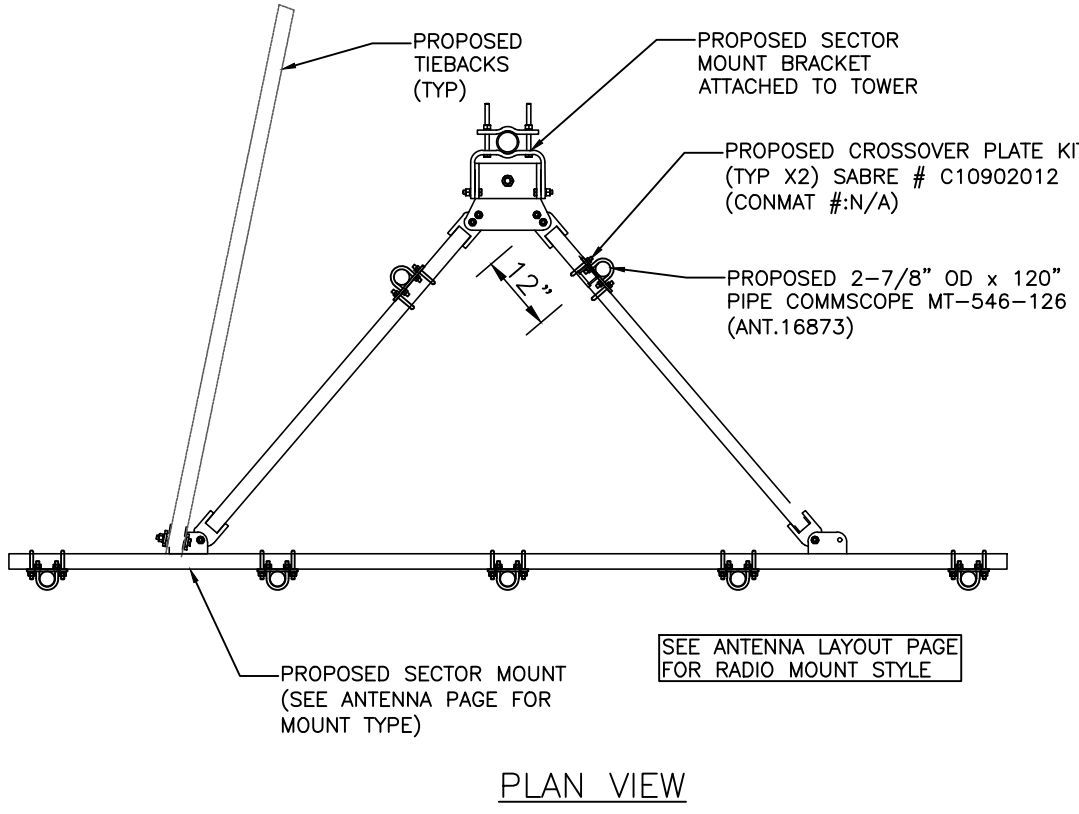 PROPOSED
TIEBACKS
(TYP)
PROPOSED SECTOR
MOUNT BRACKET
ATTACHED TO TOWER
PROPOSED CROSSOVER PLATE KIT
(TYP X2) SABRE # C10902012
(CONMAT #:N/A)
12"
PROPOSED 2-7/8" OD x 120"
PIPE COMMSCOPE MT-546-126
(ANT.16873)
SEE ANTENNA LAYOUT PAGE
FOR RADIO MOUNT STYLE
PROPOSED SECTOR MOUNT
(SEE ANTENNA PAGE FOR
MOUNT TYPE)
PLAN VIEW